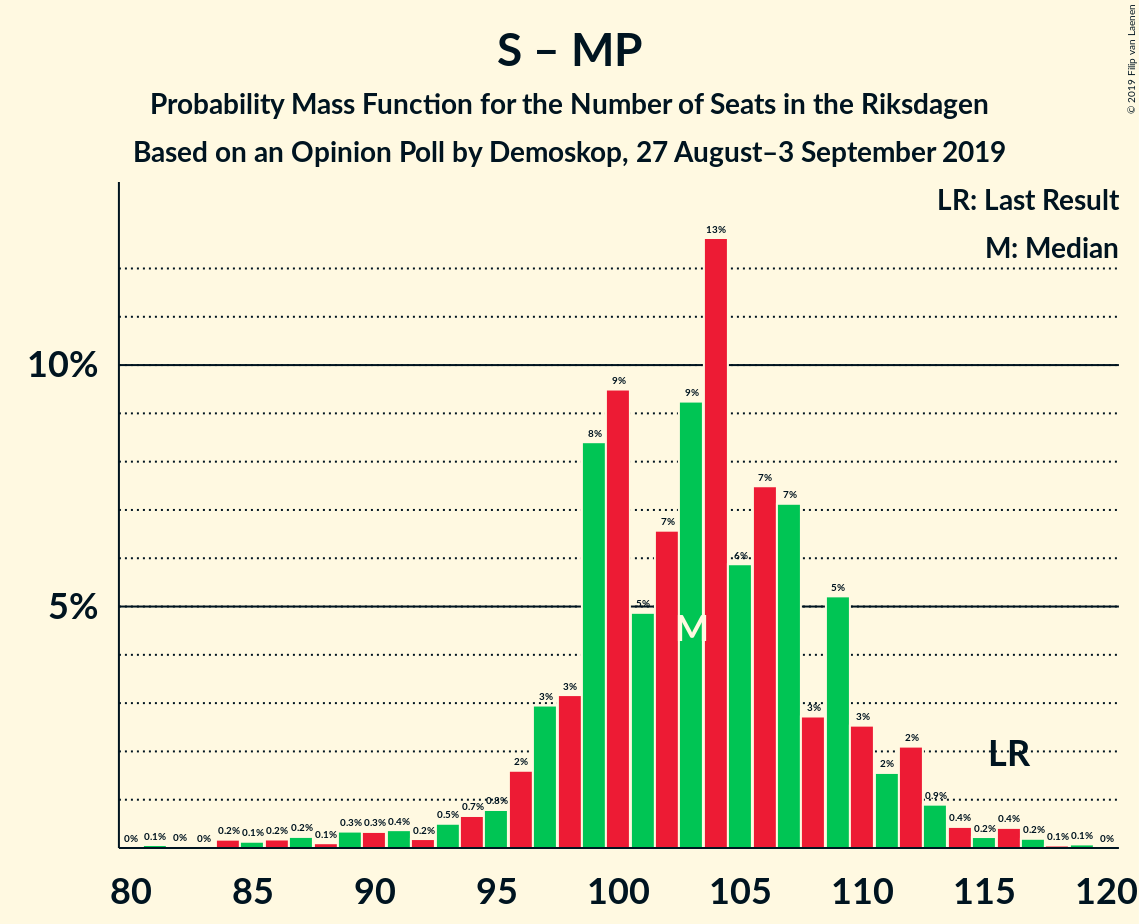 © 2019 Filip van Laenen
S – MP
Probability Mass Function for the Number of Seats in the Riksdagen
Based on an Opinion Poll by Demoskop, 27 August–3 September 2019
LR: Last Result
M: Median
10%
5%
0% 0.1% 0% 0% 0.2% 0.1% 0.2% 0.2% 0.1% 0.3% 0.3% 0.4% 0.2% 0.5% 0.7% 0.8% 2% 3% 3% 8% 9% 5% 7% 9% 13% 6% 7% 7% 3% 5% 3% 2% 2% 0.9% 0.4% 0.2% 0.4% 0.2% 0.1% 0.1% 0%
M
LR
80 85 90 95 100 105 110 115 120